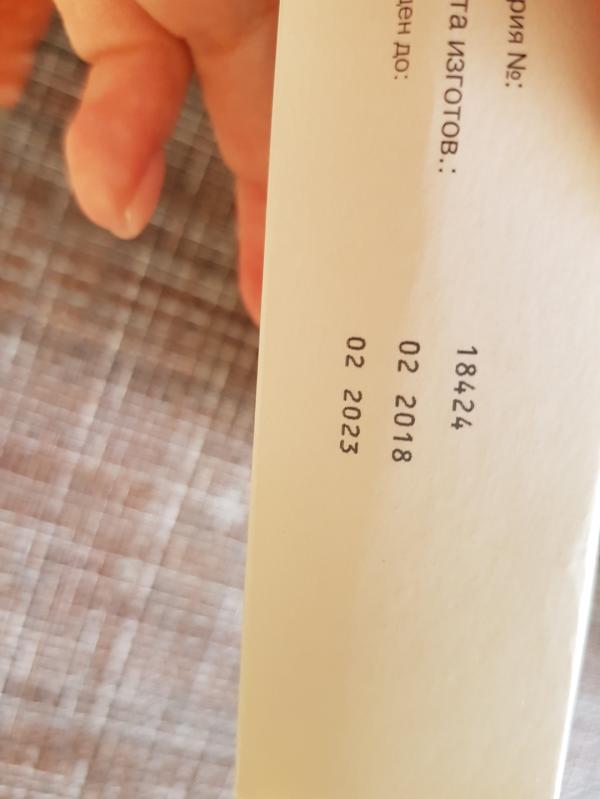 рия №:
та изготов.:
ден до:
18424
02 2018
02 2023